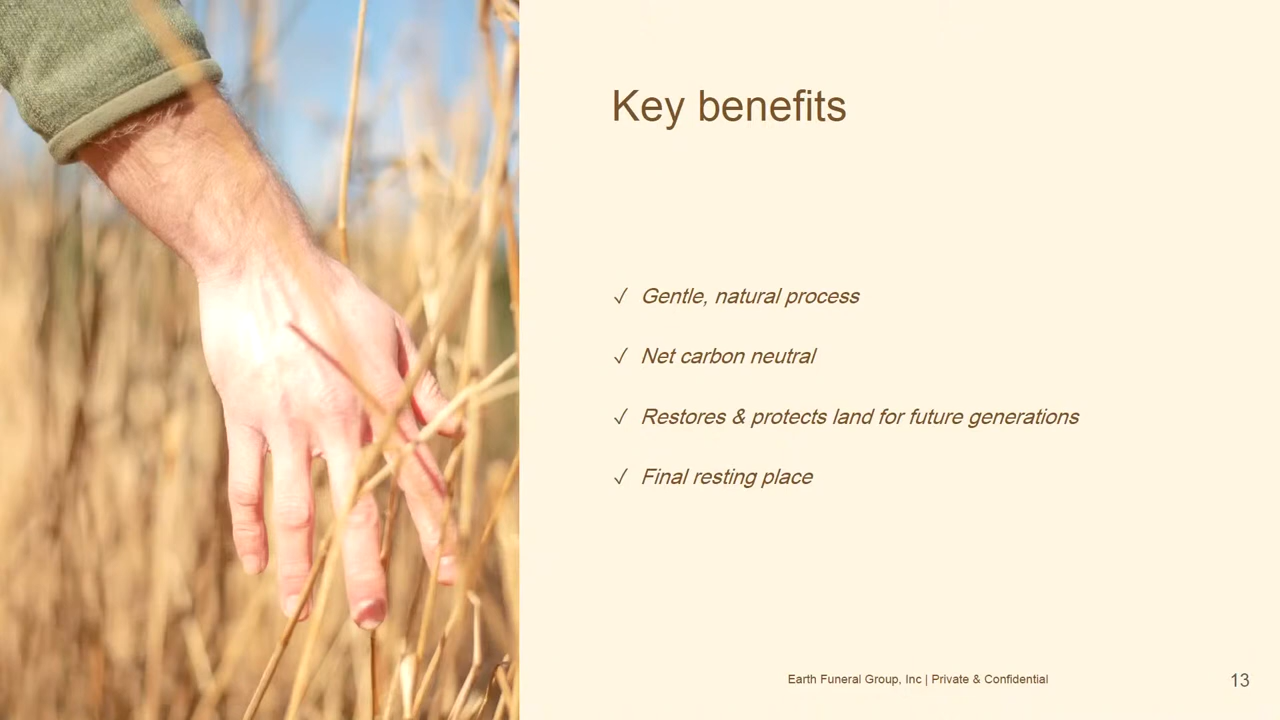 Key benefits
✓ Gentle, natural process
✓ Net carbon neutral
✓ Restores & protects land for future generations
✓ Final resting place
Earth Funeral Group, Inc | Private & Confidential
13